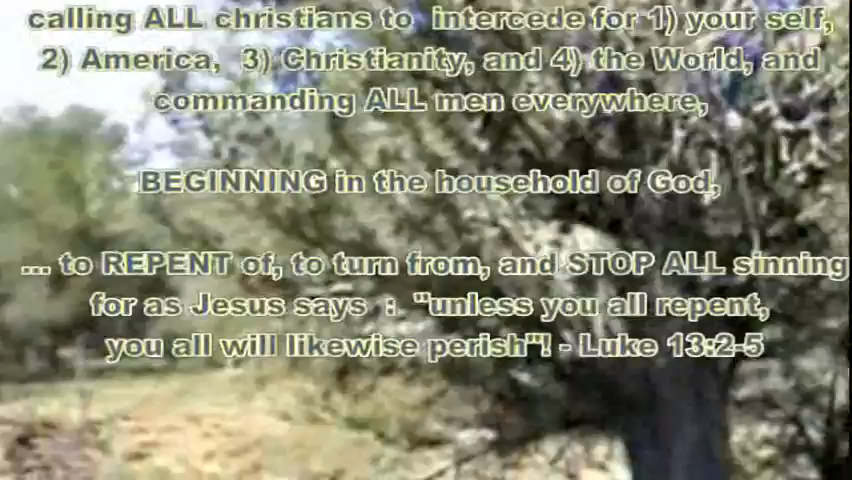 calling ALL christians to intercede for 1) your self,
2) America, 3) Christianity, and 4) the World, and
commanding ALL men everywhere,
BEGINNING in the household of God,
... to REPENT of, to turn from, and STOP ALL sinning
for as Jesus says : "unless you all repent,
you all will likewise perish"! - Luke 13:2-5